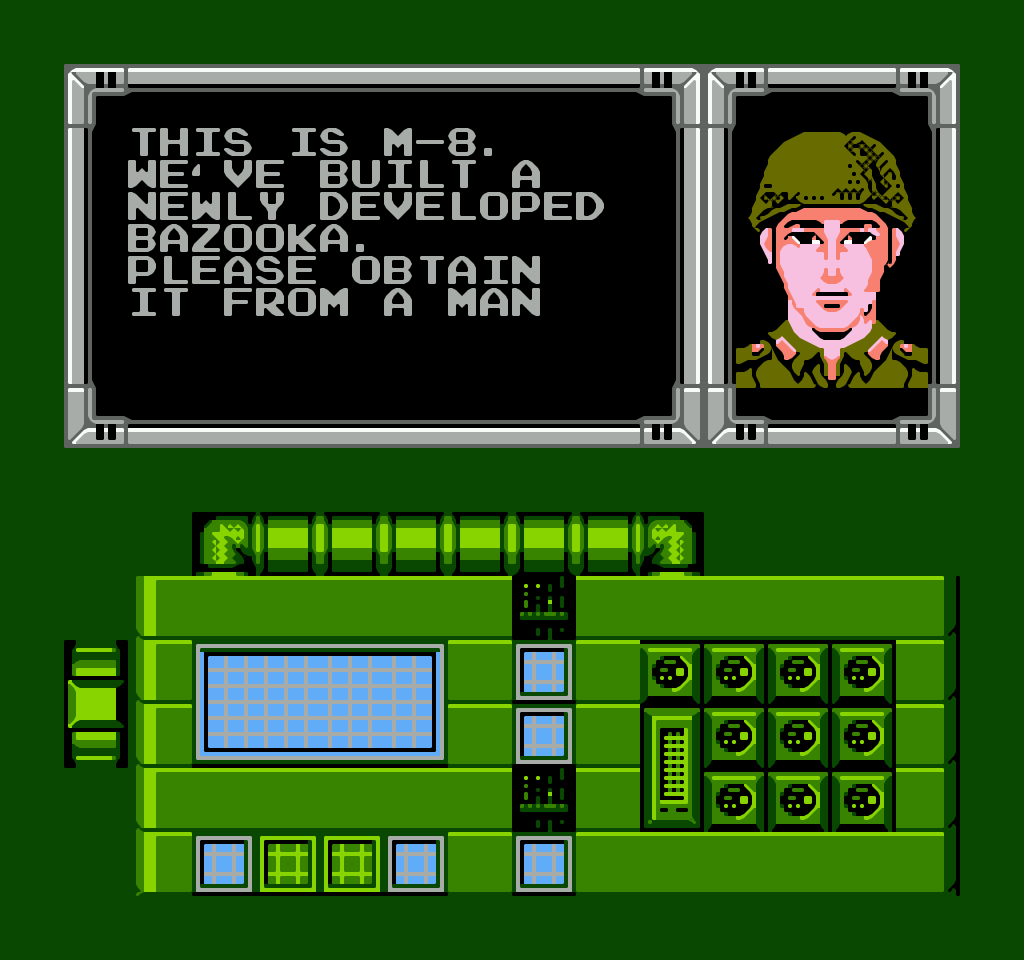 THIS IS M-8.
WE'VE BUILT A
NEWLY DEVELOPED
BAZOOKA.
PLEASE OBTAIN
IT FROM A MAN